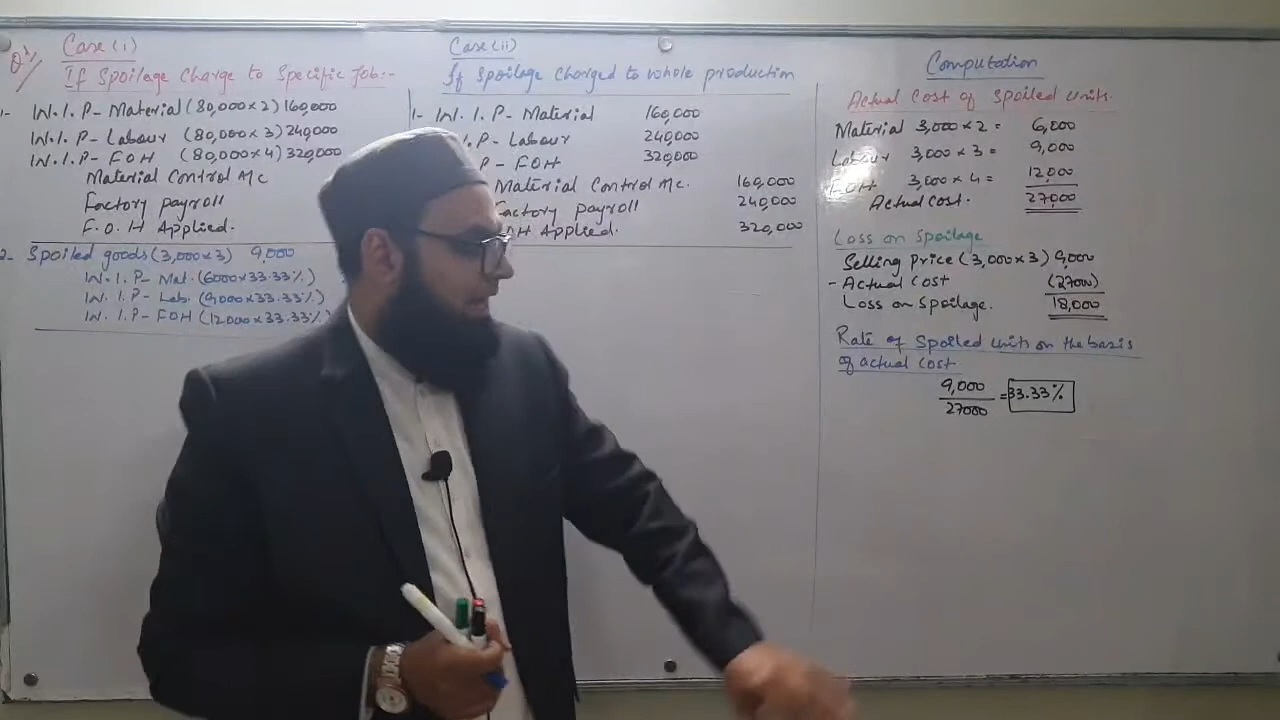 Q3/
Case (i)
If Spoilage Charge to Specific Job:-
1- W.I.P- Material (80,000×2) 160,000
W.I.P- Labour (80,000×3) 240,000
W.I.P- FOH (80,000×4) 320,000
Material Control A/c
Factory payroll
F.O.H Applied.
2- Spoiled goods (3,000×3) 9,000
W.I.P- Mat. (6000×33.33%)
W.I.P- Lab. (9000×33.33%)
W.I.P- FOH (12000×33.33%)
Case (ii)
If Spoilage Charged to whole production
1- W.I.P- Material 160,000
.P- Labour 240,000
P- FOH 320,000
Material Control A/c. 160,000
actory payroll 240,000
OH Applied. 320,000
Computation
Actual Cost of Spoiled units.
Material 3,000×2= 6,000
Labour 3,000×3= 9,000
FOH 3,000×4= 12,000
Actual Cost. 27,000
Loss on Spoilage
Selling price (3,000×3) 9,000
- Actual Cost (27000)
Loss on Spoilage. 18,000
Rate of Spoiled units on the basis
of actual cost
9,000
27000
=33.33%